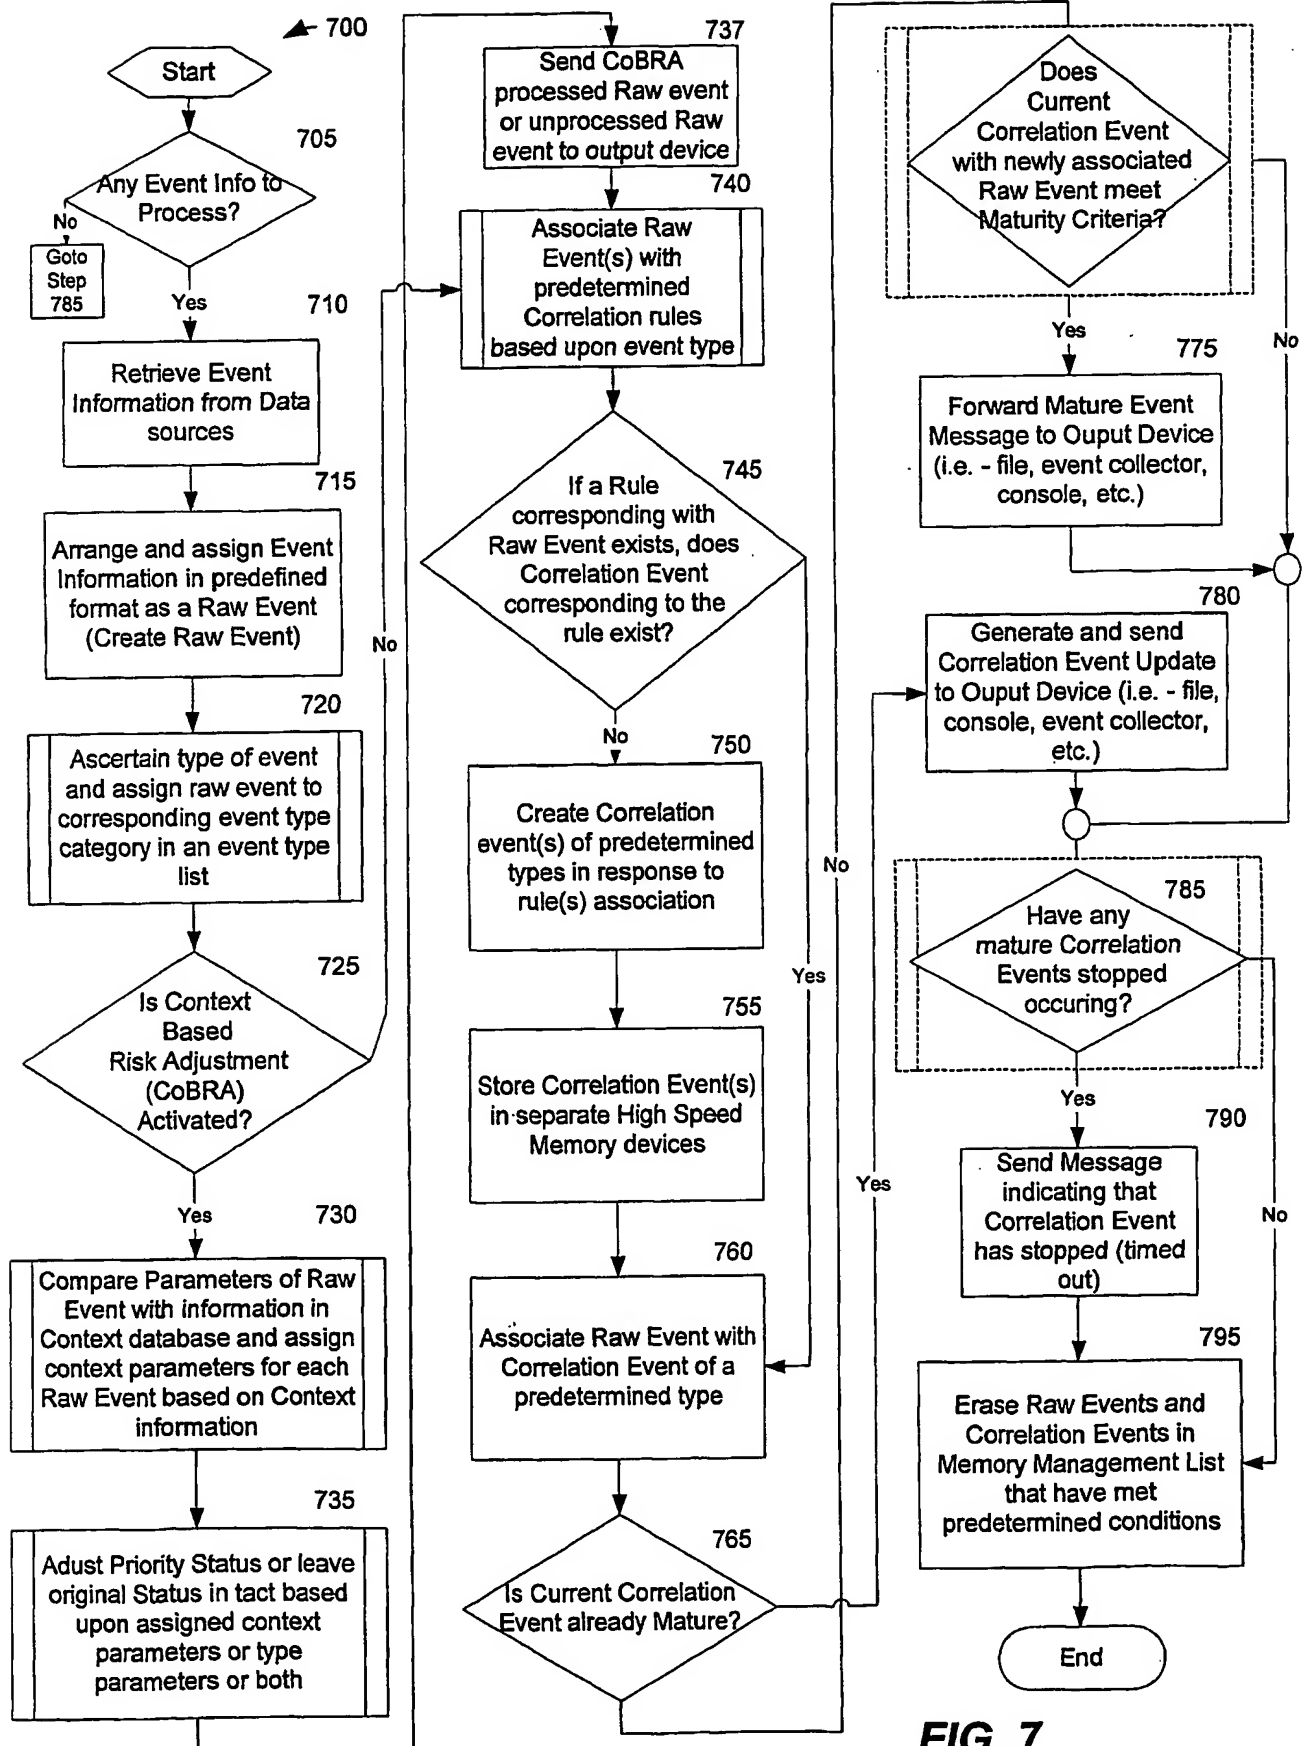 700
Start
705
Any Event Info to
Process?
No
Goto
Step
785
Yes
710
Retrieve Event
Information from Data
sources
715
Arrange and assign Event
Information in predefined
format as a Raw Event
(Create Raw Event)
720
Ascertain type of event
and assign raw event to
corresponding event type
category in an event type
list
725
Is Context
Based
Risk Adjustment
(CoBRA)
Activated?
No
Yes
730
Compare Parameters of Raw
Event with information in
Context database and assign
context parameters for each
Raw Event based on Context
information
735
Adust Priority Status or leave
original Status in tact based
upon assigned context
parameters or type
parameters or both
737
Send CoBRA
processed Raw event
or unprocessed Raw
event to output device
740
Associate Raw
Event(s) with
predetermined
Correlation rules
based upon event type
745
If a Rule
corresponding with
Raw Event exists, does
Correlation Event
corresponding to the
rule exist?
No
Yes
750
Create Correlation
event(s) of predetermined
types in response to
rule(s) association
755
Store Correlation Event(s)
in separate High Speed
Memory devices
760
Associate Raw Event with
Correlation Event of a
predetermined type
765
Is Current Correlation
Event already Mature?
No
Yes
Does
Current
Correlation Event
with newly associated
Raw Event meet
Maturity Criteria?
Yes
No
775
Forward Mature Event
Message to Ouput Device
(i.e. - file, event collector,
console, etc.)
780
Generate and send
Correlation Event Update
to Ouput Device (i.e. - file,
console, event collector,
etc.)
785
Have any
mature Correlation
Events stopped
occuring?
Yes
No
790
Send Message
indicating that
Correlation Event
has stopped (timed
out)
795
Erase Raw Events and
Correlation Events in
Memory Management List
that have met
predetermined conditions
End
FIG. 7